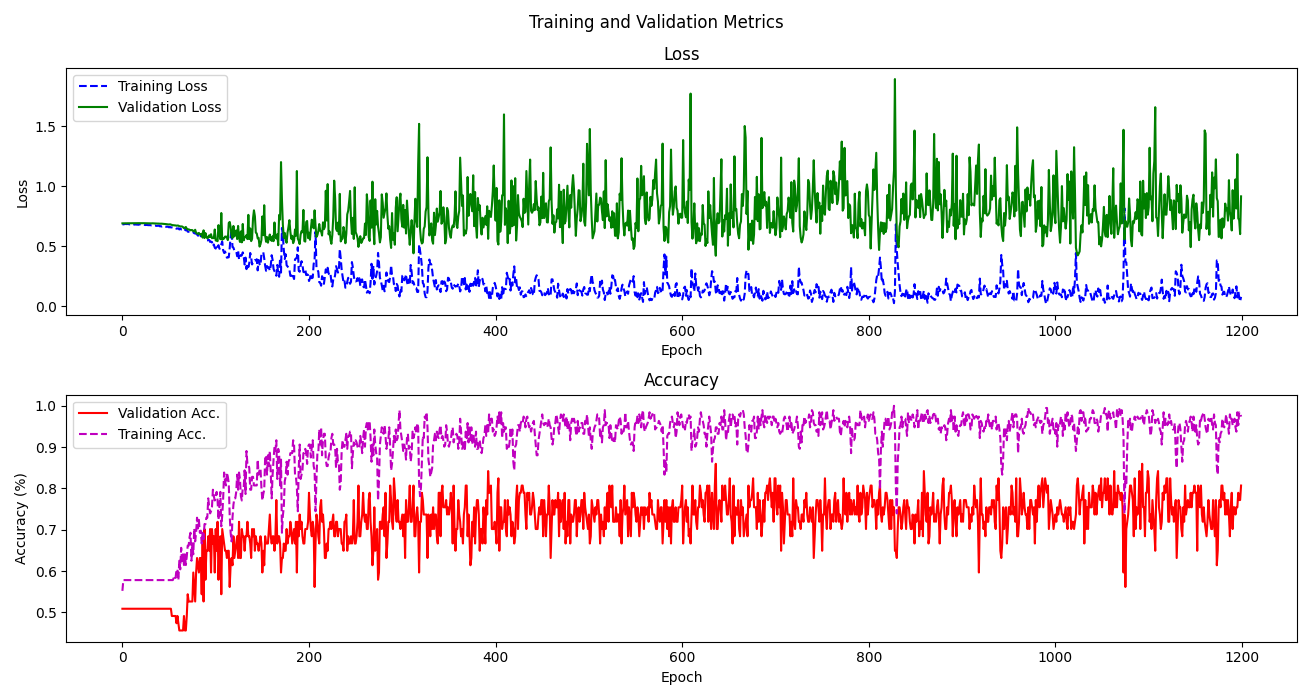 Training and Validation Metrics
Loss
Training Loss
Validation Loss
Loss
1.5
1.0
0.5
0.0
0 200 400 600 800 1000 1200
Epoch
Accuracy
Validation Acc.
Training Acc.
Accuracy (%)
1.0
0.9
0.8
0.7
0.6
0.5
0 200 400 600 800 1000 1200
Epoch